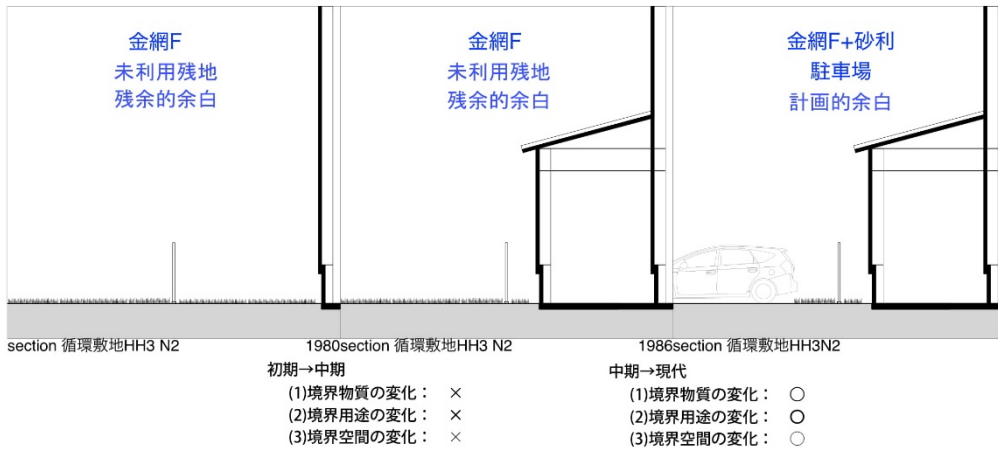 金網F
未利用残地
残余的余白
金網F
未利用残地
残余的余白
金網F+砂利
駐車場
計画的余白
section 循環敷地HH3 N2
1980section 循環敷地HH3 N2
1986section 循環敷地HH3N2
初期→中期
(1)境界物質の変化： ×
(2)境界用途の変化： ×
(3)境界空間の変化： ×
中期→現代
(1)境界物質の変化： ○
(2)境界用途の変化： ○
(3)境界空間の変化： ○